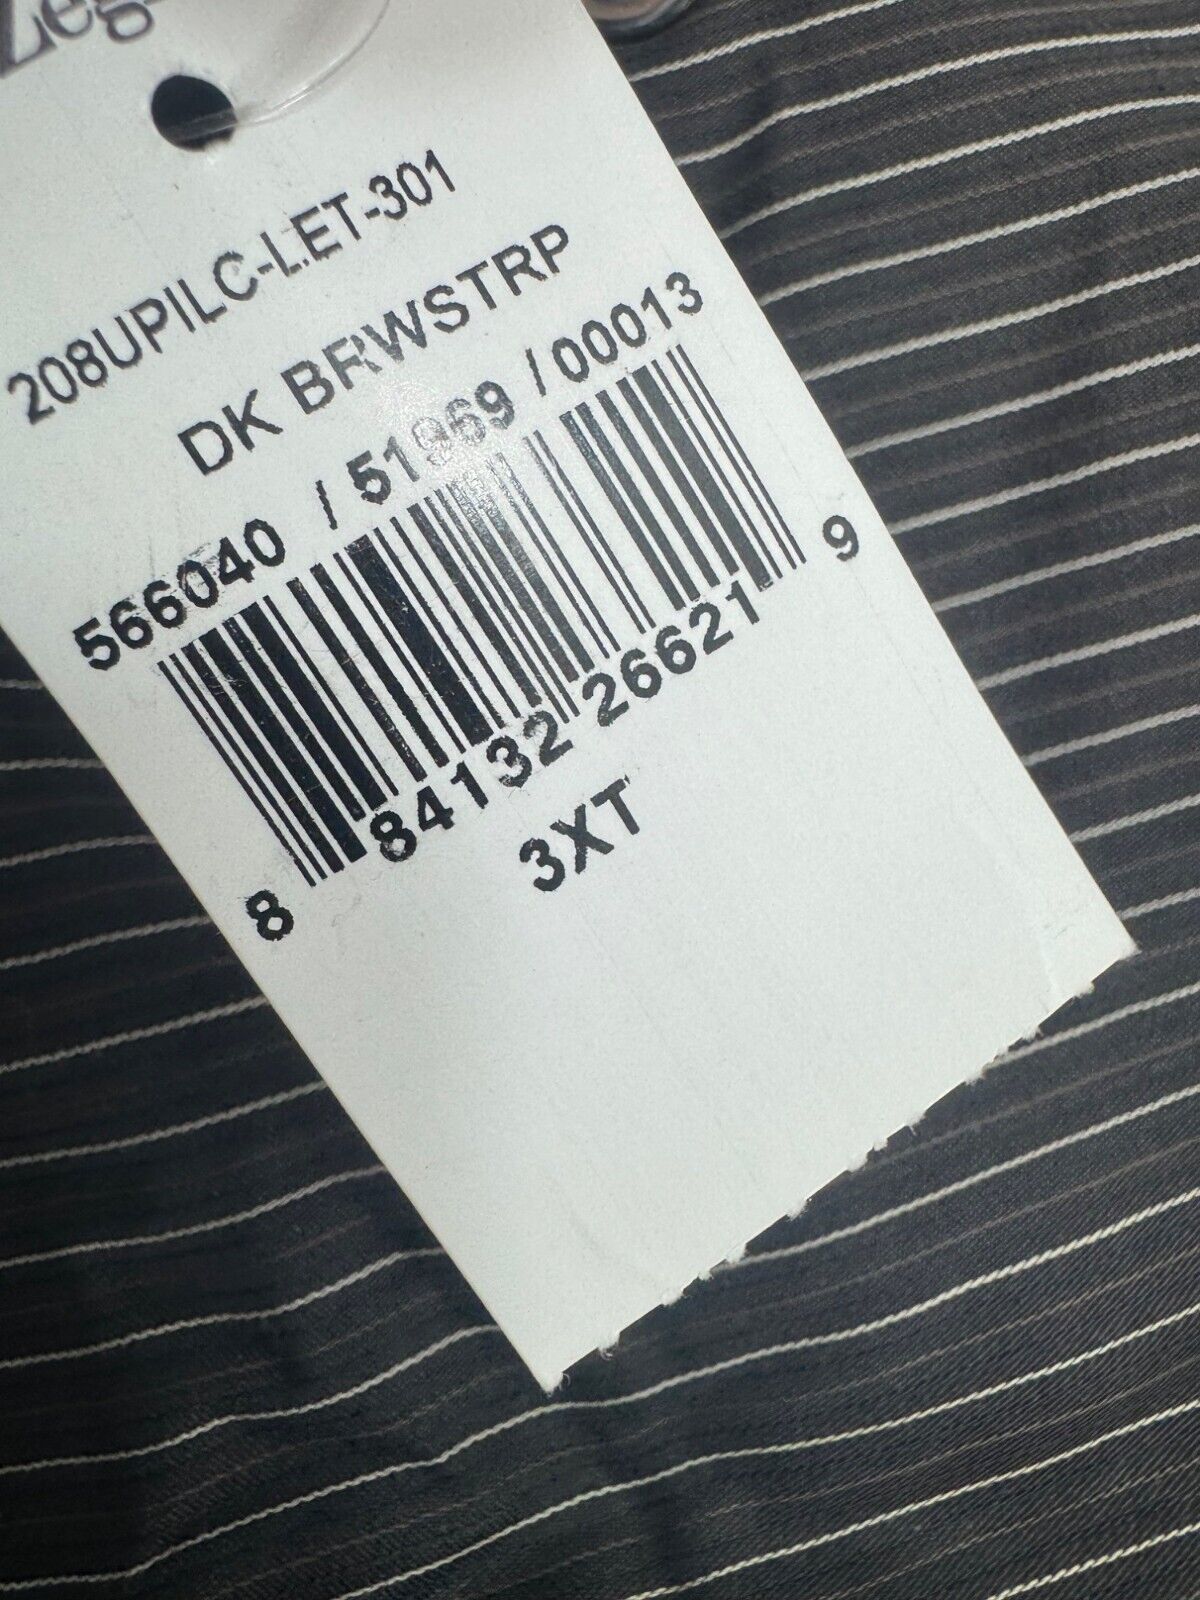 208UPILC-LET-301
DK BRWSTRP
566040 / 51969 / 00013
8 84132 26621 9
3XT